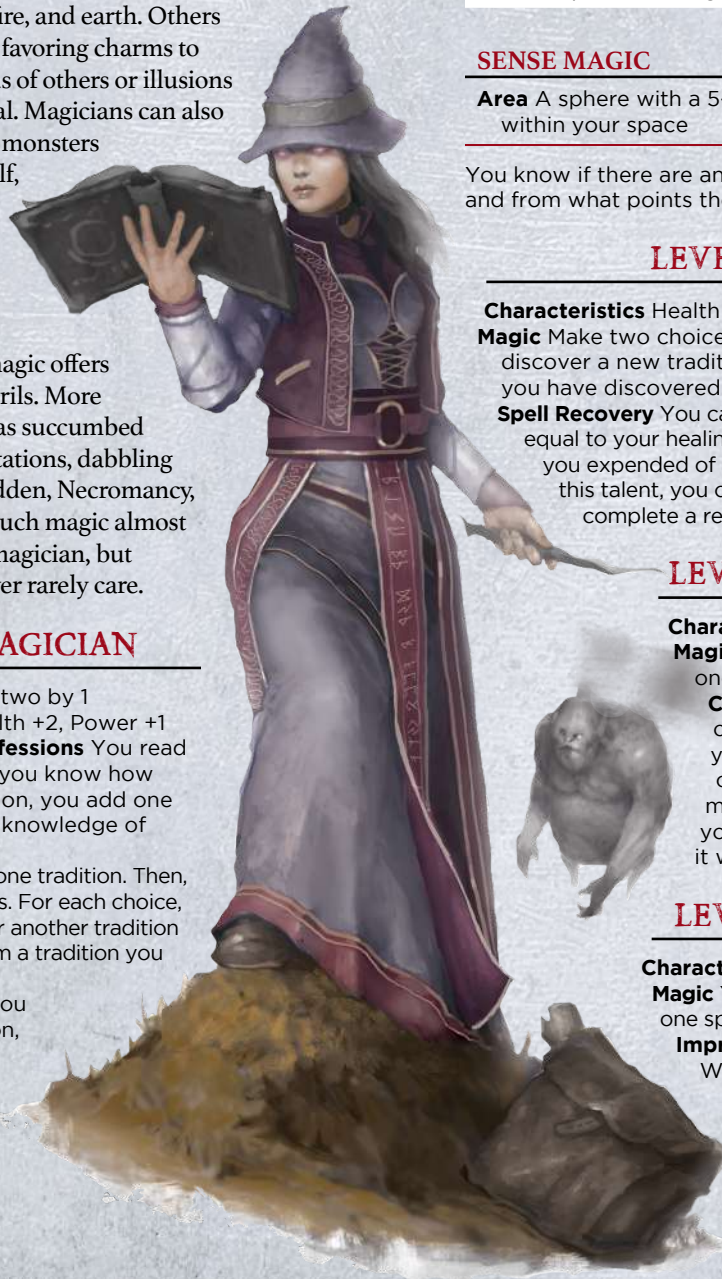 ire, and earth. Others
favoring charms to
s of others or illusions
al. Magicians can also
monsters
lf,
nagic offers
rils. More
as succumbed
tations, dabbling
dden, Necromancy,
uch magic almost
magician, but
er rarely care.
AGICIAN
two by 1
lth +2, Power +1
fessions You read
you know how
on, you add one
knowledge of
one tradition. Then,
s. For each choice,
r another tradition
m a tradition you
ou
on,
SENSE MAGIC
Area A sphere with a 5
within your space
You know if there are an
and from what points the
LEVE
Characteristics Health
Magic Make two choice
discover a new tradit
you have discovered
Spell Recovery You ca
equal to your healin
you expended of
this talent, you c
complete a re
LEV
Chara
Magi
on
C
c
y
c
m
yo
it w
LEV
Charact
Magic Y
one sp
Impr
W